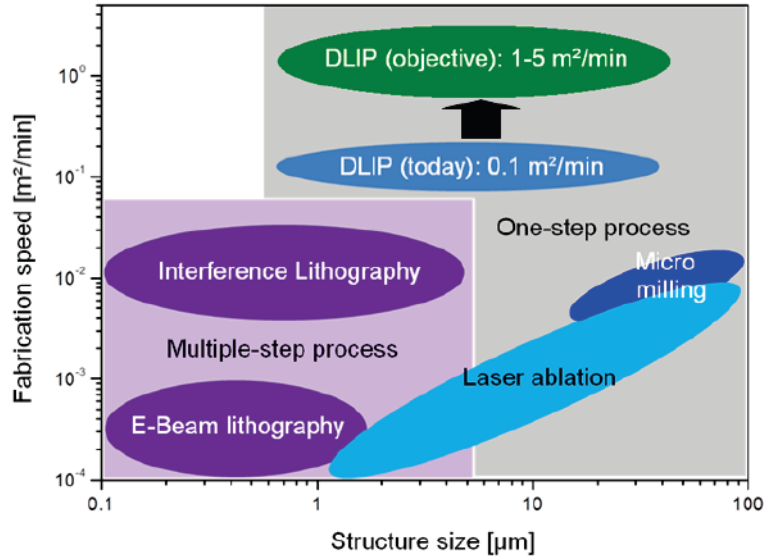 DLIP (objective): 1-5 m²/min
DLIP (today): 0.1 m²/min
One-step process
Interference Lithography
Micro
milling
Multiple-step process
Laser ablation
E-Beam lithography
Fabrication speed [m²/min]
10⁰
10⁻¹
10⁻²
10⁻³
10⁻⁴
0.1
1
10
100
Structure size [µm]